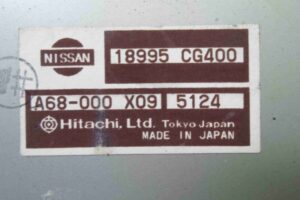 NISSAN 18995 CG400
A68-000 X09 5124
Hitachi, Ltd. Tokyo Japan
MADE IN JAPAN